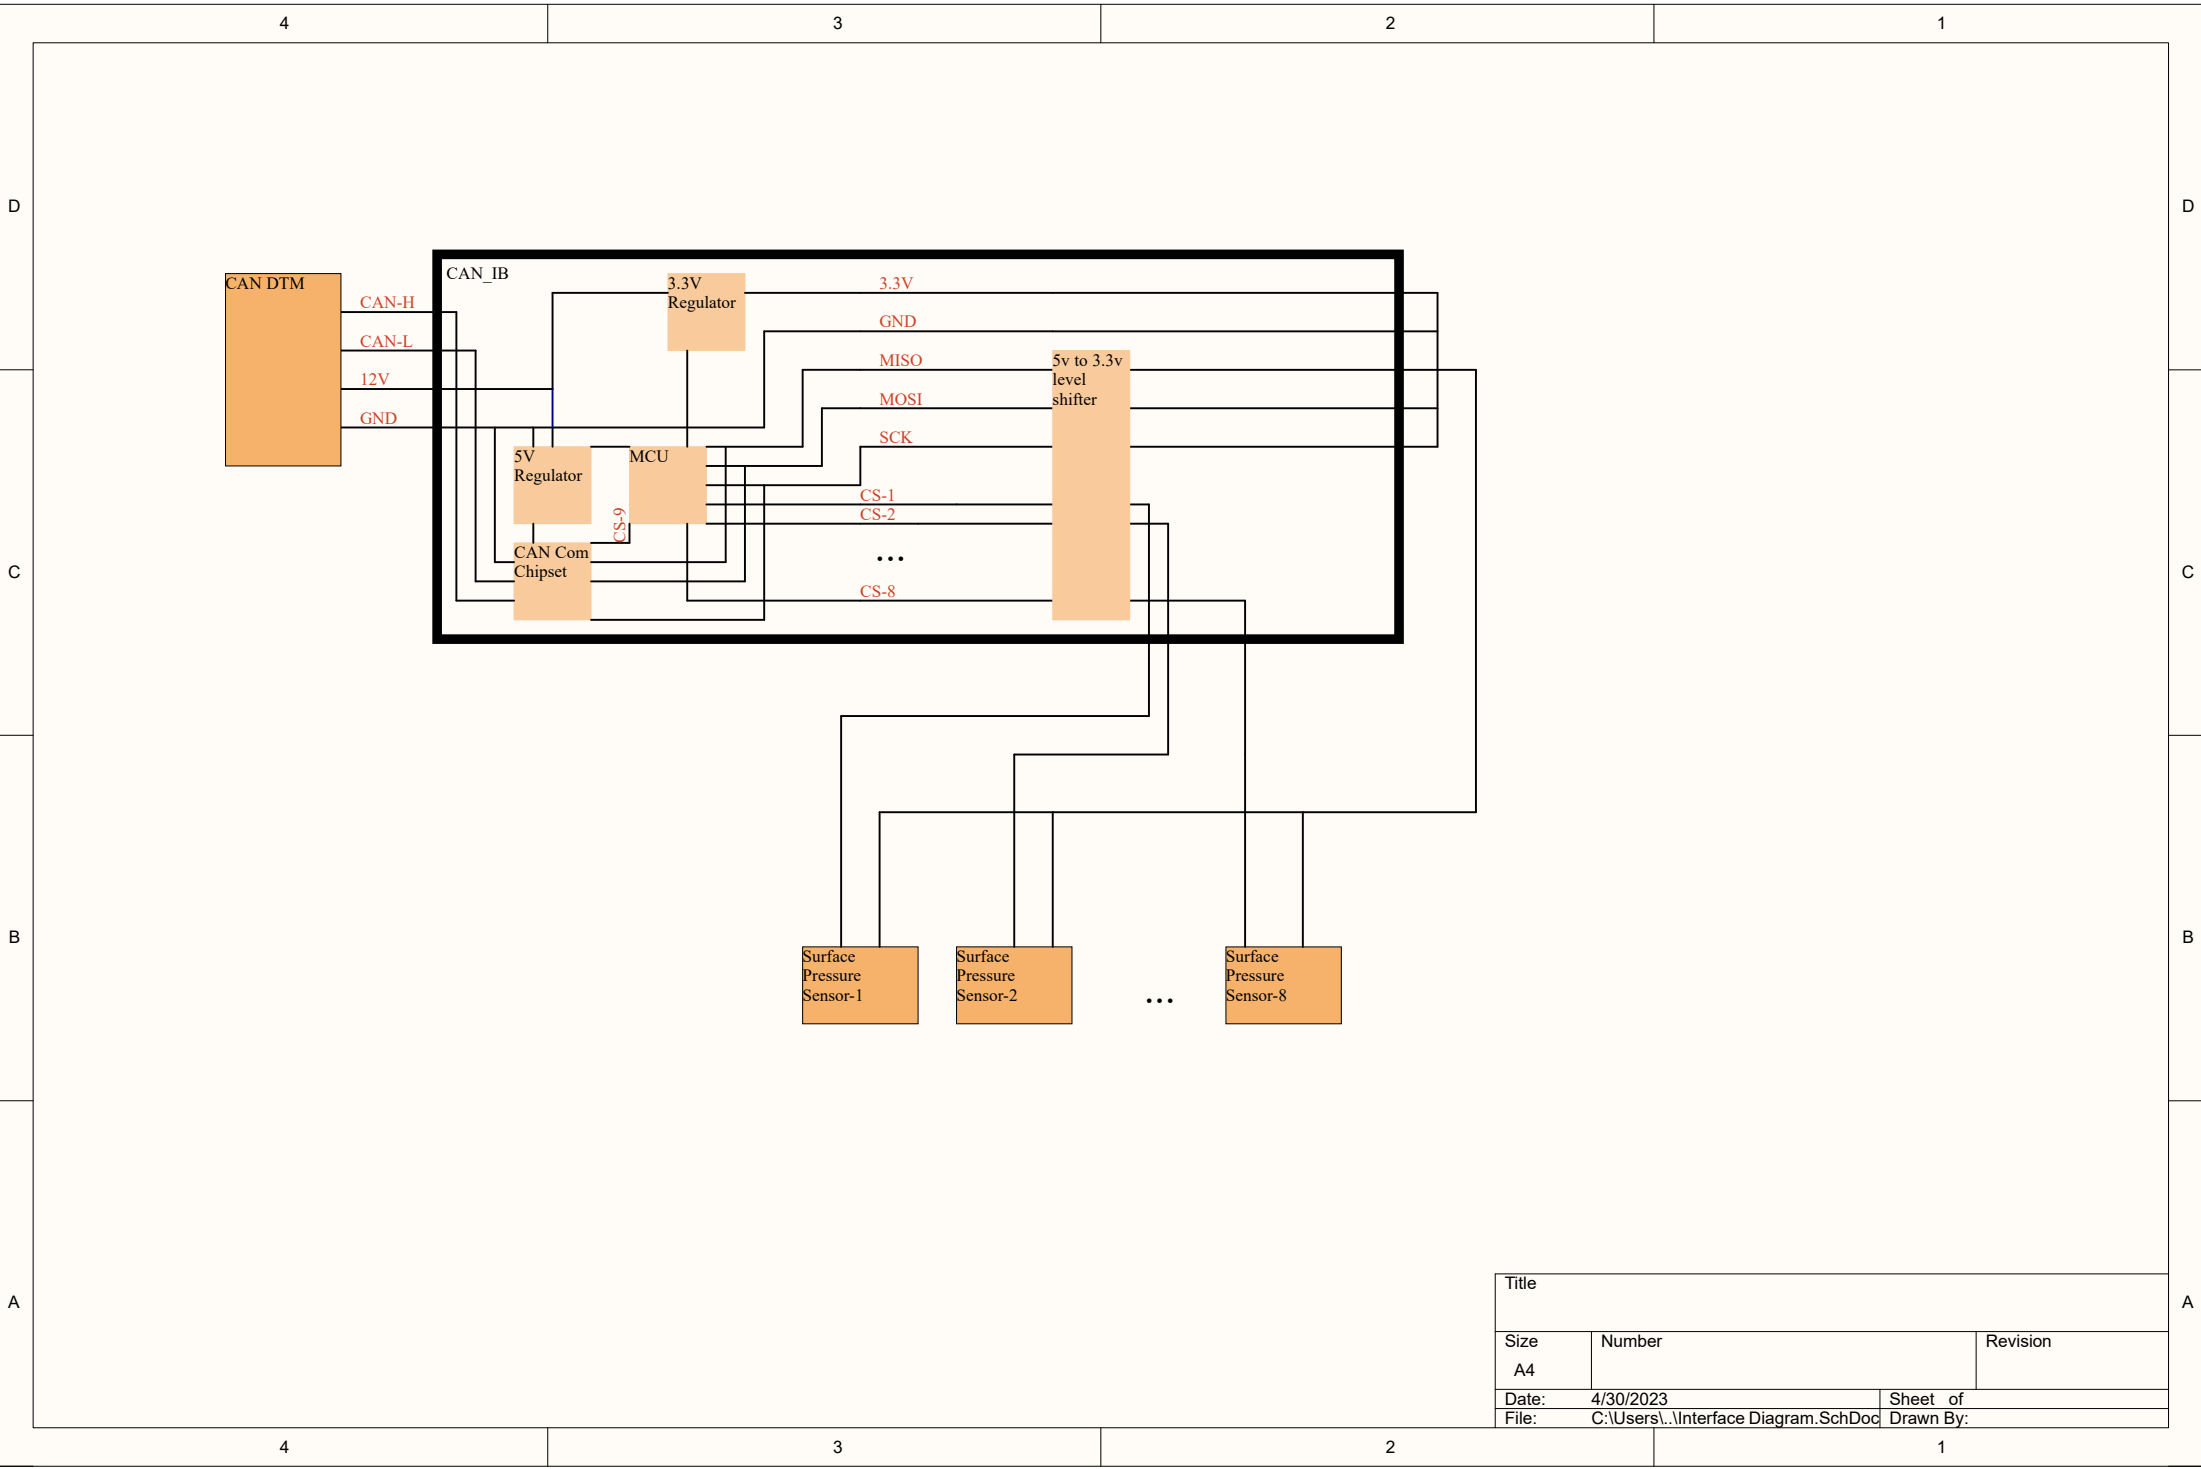 4 3 2 1
D D
CAN_IB
CAN DTM
3.3V
Regulator
3.3V
CAN-H
GND
CAN-L
MISO
5v to 3.3v
level
shifter
12V
MOSI
GND
SCK
5V
Regulator
MCU
CS-1
CS-2
CS-9
CAN Com
Chipset
...
C C
CS-8
B B
Surface
Pressure
Sensor-1
Surface
Pressure
Sensor-2
...
Surface
Pressure
Sensor-8
A A
Title
Size Number Revision
A4
Date: 4/30/2023 Sheet of
File: C:\Users\..\Interface Diagram.SchDoc Drawn By:
4 3 2 1